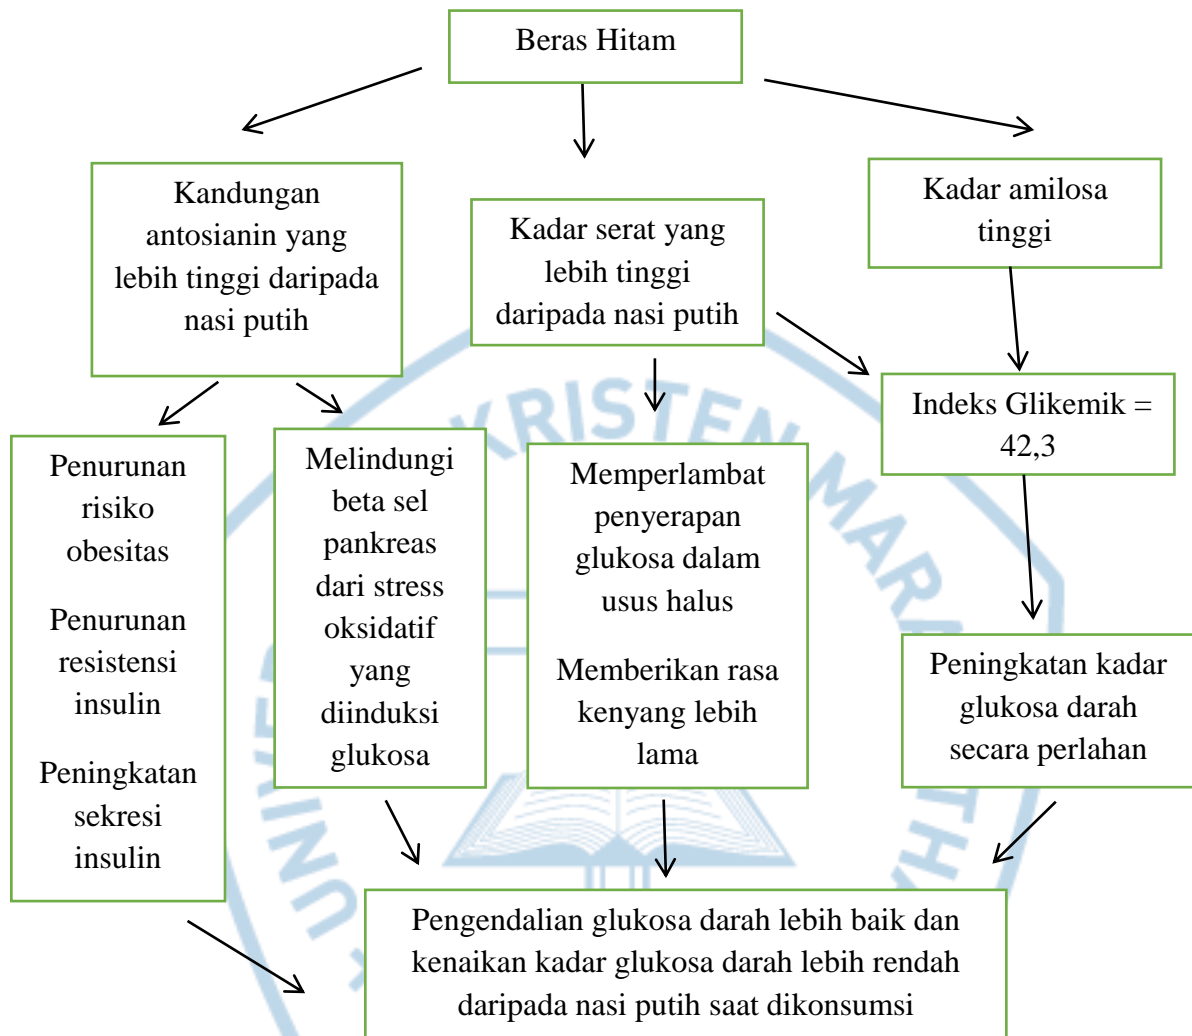 Beras Hitam
Kandungan
antosianin yang
lebih tinggi daripada
nasi putih
Kadar serat yang
lebih tinggi
daripada nasi putih
Kadar amilosa
tinggi
Indeks Glikemik =
42,3
Penurunan
risiko
obesitas
Penurunan
resistensi
insulin
Peningkatan
sekresi
insulin
Melindungi
beta sel
pankreas
dari stress
oksidatif
yang
diinduksi
glukosa
Memperlambat
penyerapan
glukosa dalam
usus halus
Memberikan rasa
kenyang lebih
lama
Peningkatan kadar
glukosa darah
secara perlahan
Pengendalian glukosa darah lebih baik dan
kenaikan kadar glukosa darah lebih rendah
daripada nasi putih saat dikonsumsi
KRISTEN MARA